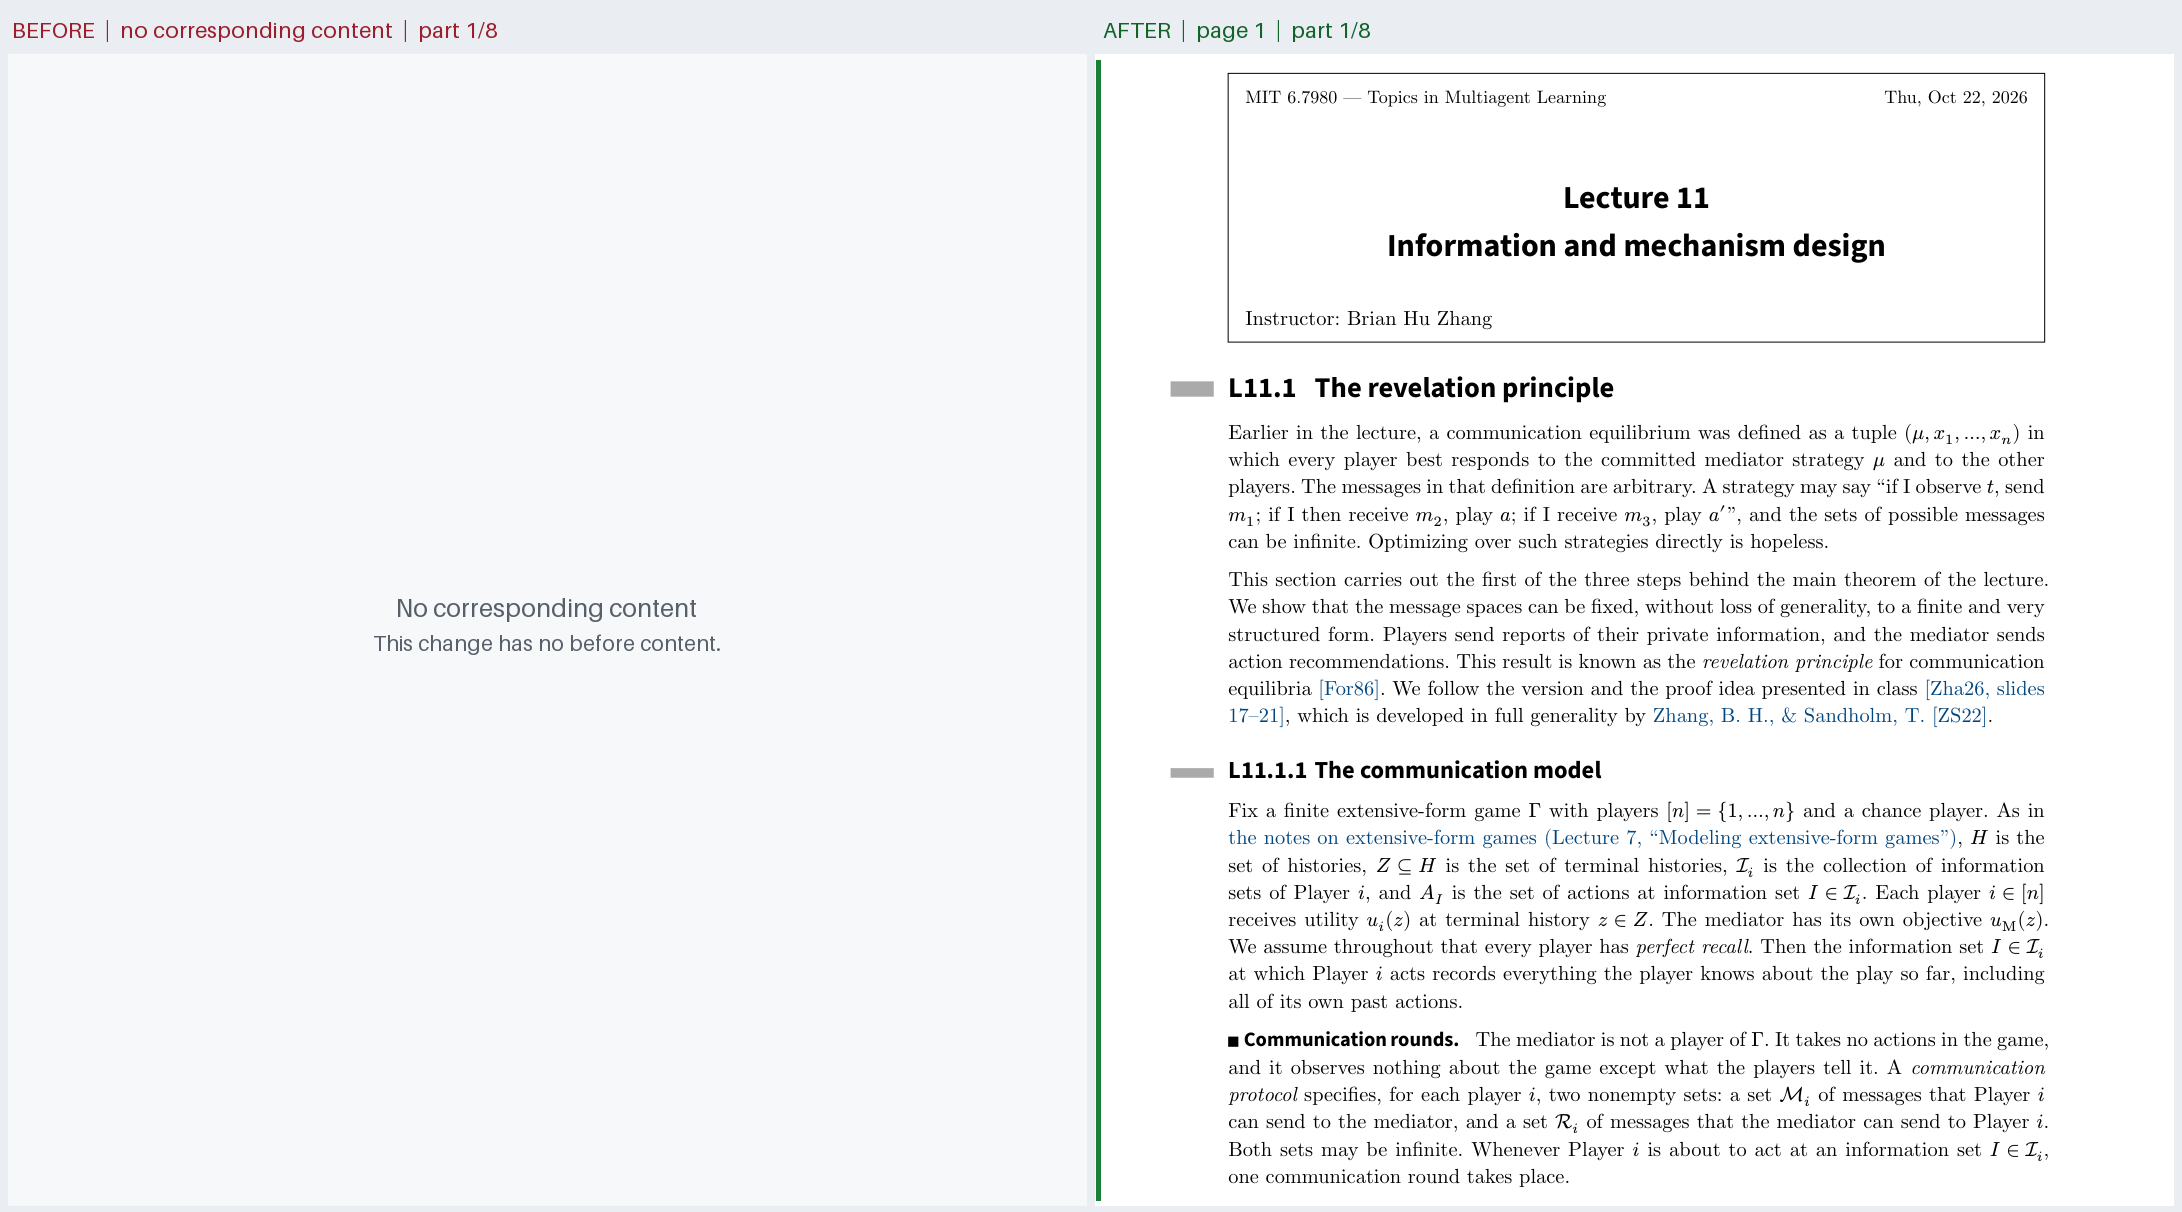 BEFORE | no corresponding content | part 1/8
AFTER | page 1 | part 1/8
No corresponding content
This change has no before content.
MIT 6.7980 — Topics in Multiagent Learning
Thu, Oct 22, 2026
Lecture 11
Information and mechanism design
Instructor: Brian Hu Zhang
L11.1 The revelation principle
Earlier in the lecture, a communication equilibrium was defined as a tuple (μ, x₁, ..., xₙ) in
which every player best responds to the committed mediator strategy μ and to the other
players. The messages in that definition are arbitrary. A strategy may say “if I observe t, send
m₁; if I then receive m₂, play a; if I receive m₃, play a′”, and the sets of possible messages
can be infinite. Optimizing over such strategies directly is hopeless.
This section carries out the first of the three steps behind the main theorem of the lecture.
We show that the message spaces can be fixed, without loss of generality, to a finite and very
structured form. Players send reports of their private information, and the mediator sends
action recommendations. This result is known as the revelation principle for communication
equilibria [For86]. We follow the version and the proof idea presented in class [Zha26, slides
17–21], which is developed in full generality by Zhang, B. H., & Sandholm, T. [ZS22].
L11.1.1 The communication model
Fix a finite extensive-form game Γ with players [n] = {1, ..., n} and a chance player. As in
the notes on extensive-form games (Lecture 7, “Modeling extensive-form games”), H is the
set of histories, Z ⊆ H is the set of terminal histories, ℐᵢ is the collection of information
sets of Player i, and A_I is the set of actions at information set I ∈ ℐᵢ. Each player i ∈ [n]
receives utility uᵢ(z) at terminal history z ∈ Z. The mediator has its own objective u_M(z).
We assume throughout that every player has perfect recall. Then the information set I ∈ ℐᵢ
at which Player i acts records everything the player knows about the play so far, including
all of its own past actions.
■ Communication rounds. The mediator is not a player of Γ. It takes no actions in the game,
and it observes nothing about the game except what the players tell it. A communication
protocol specifies, for each player i, two nonempty sets: a set ℳᵢ of messages that Player i
can send to the mediator, and a set ℛᵢ of messages that the mediator can send to Player i.
Both sets may be infinite. Whenever Player i is about to act at an information set I ∈ ℐᵢ,
one communication round takes place.